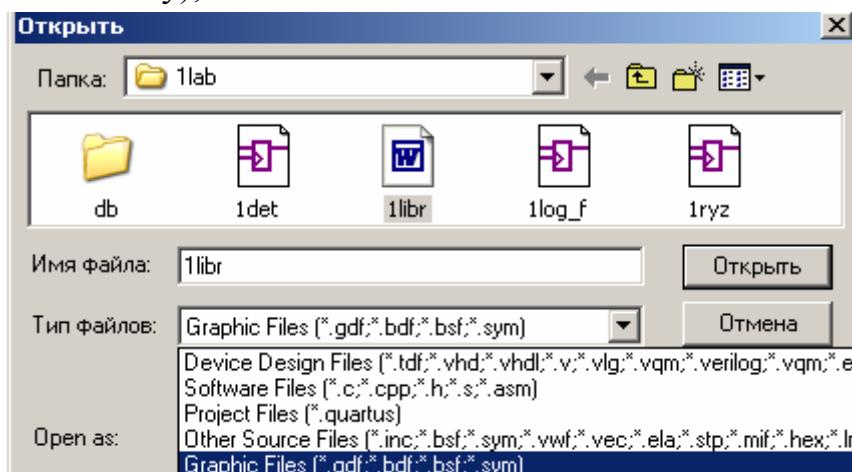 Открыть
Папка: 1lab
db 1det 1libr 1log_f 1ryz
Имя файла: 1libr Открыть
Тип файлов: Graphic Files (*.gdf;*.bdf;*.bsf;*.sym) Отмена
Device Design Files (*.tdf;*.vhd;*.vhdl;*.v;*.vlg;*.vqm;*.verilog;*.vqm;*.e
Software Files (*.c;*.cpp;*.h;*.s;*.asm)
Project Files (*.quartus)
Open as: Other Source Files (*.inc;*.bsf;*.sym;*.vwf;*.vec;*.ela;*.stp;*.mif;*.hex;*.
Graphic Files (*.gdf;*.bdf;*.bsf;*.sym)